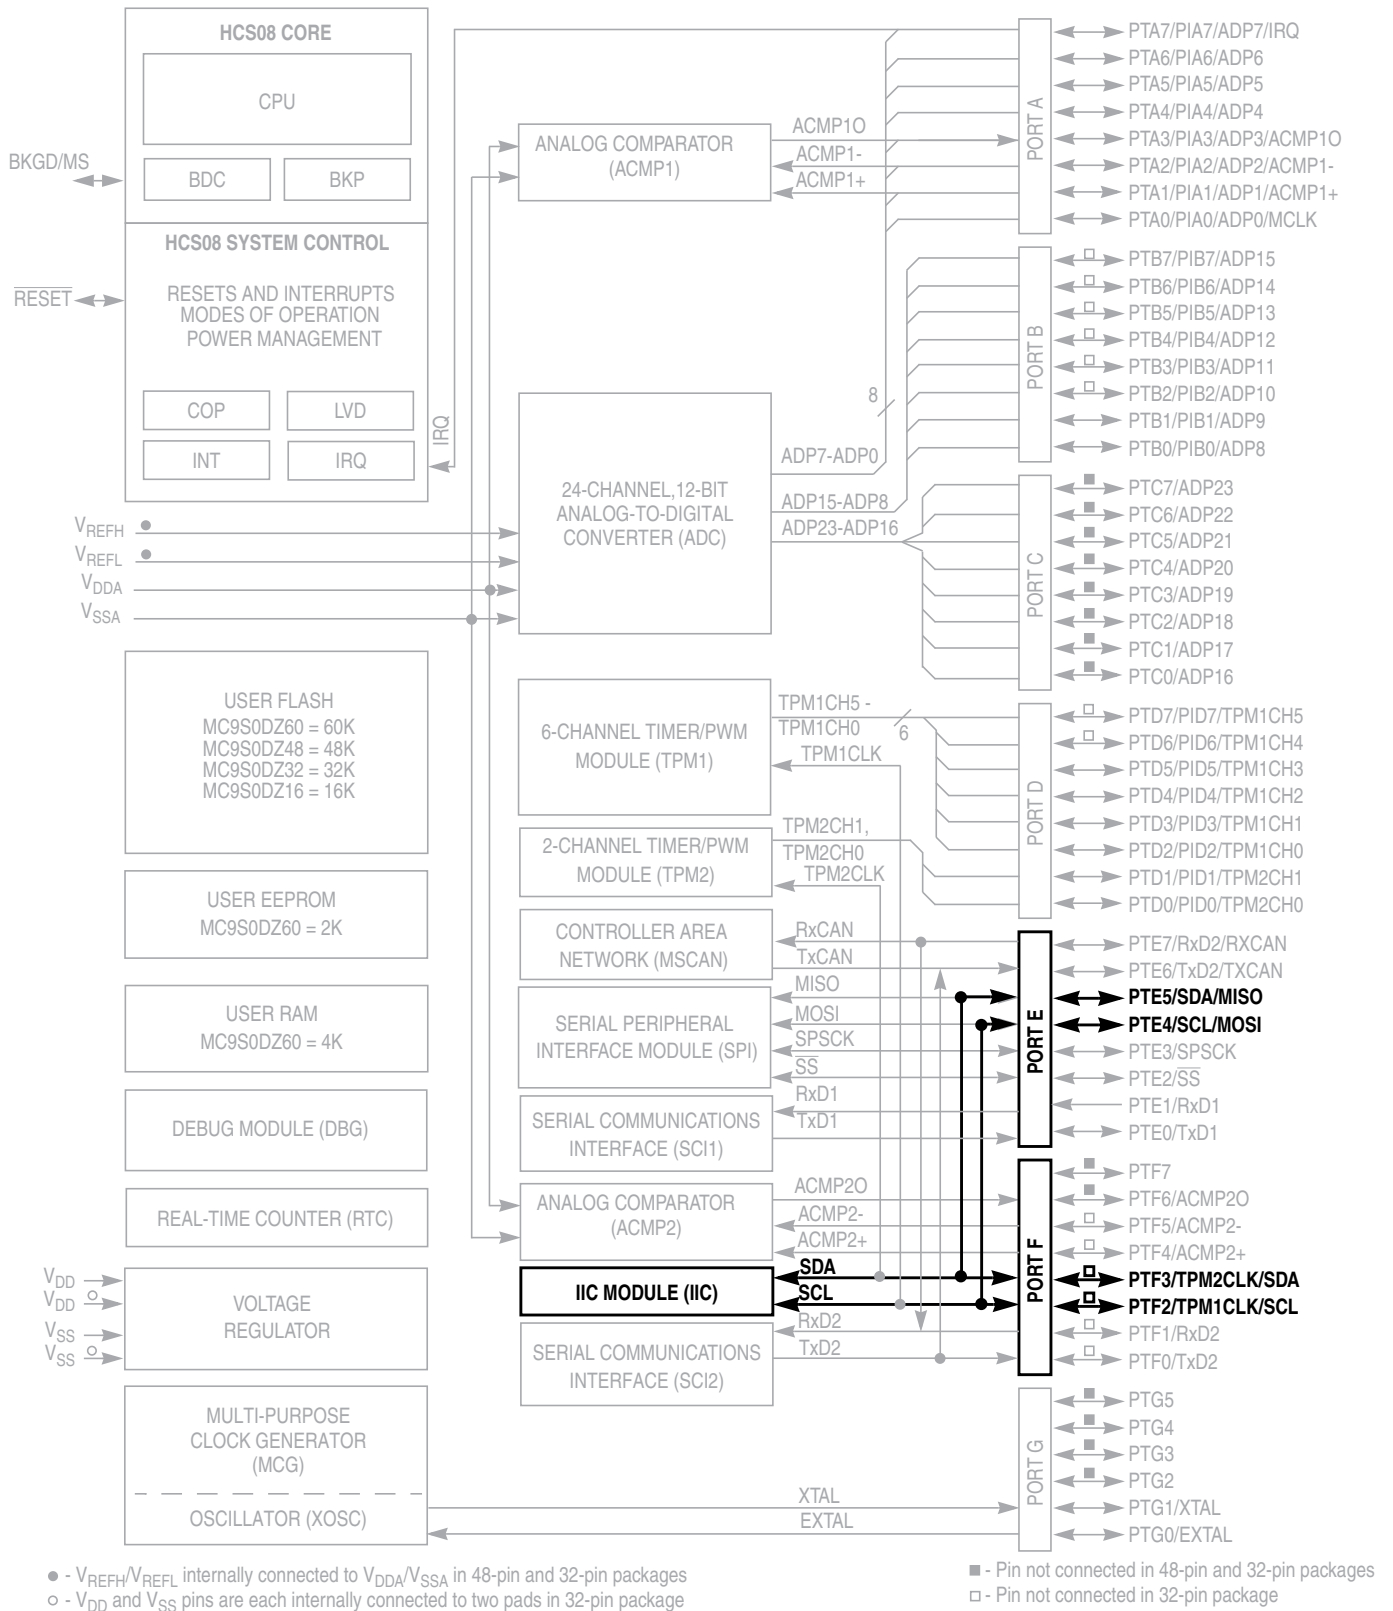 HCS08 CORE
CPU
BDC
BKP
BKGD/MS
HCS08 SYSTEM CONTROL
RESETS AND INTERRUPTS
MODES OF OPERATION
POWER MANAGEMENT
RESET
COP
LVD
INT
IRQ
IRQ
VREFH
VREFL
VDDA
VSSA
USER FLASH
MC9S0DZ60 = 60K
MC9S0DZ48 = 48K
MC9S0DZ32 = 32K
MC9S0DZ16 = 16K
USER EEPROM
MC9S0DZ60 = 2K
USER RAM
MC9S0DZ60 = 4K
DEBUG MODULE (DBG)
REAL-TIME COUNTER (RTC)
VDD
VDD
VSS
VSS
VOLTAGE
REGULATOR
MULTI-PURPOSE
CLOCK GENERATOR
(MCG)
OSCILLATOR (XOSC)
ANALOG COMPARATOR
(ACMP1)
ACMP1O
ACMP1-
ACMP1+
24-CHANNEL,12-BIT
ANALOG-TO-DIGITAL
CONVERTER (ADC)
8
ADP7-ADP0
ADP15-ADP8
ADP23-ADP16
6-CHANNEL TIMER/PWM
MODULE (TPM1)
TPM1CH5 -
TPM1CH0
6
TPM1CLK
2-CHANNEL TIMER/PWM
MODULE (TPM2)
TPM2CH1,
TPM2CH0
TPM2CLK
CONTROLLER AREA
NETWORK (MSCAN)
RxCAN
TxCAN
SERIAL PERIPHERAL
INTERFACE MODULE (SPI)
MISO
MOSI
SPSCK
SS
SERIAL COMMUNICATIONS
INTERFACE (SCI1)
RxD1
TxD1
ANALOG COMPARATOR
(ACMP2)
ACMP2O
ACMP2-
ACMP2+
IIC MODULE (IIC)
SDA
SCL
SERIAL COMMUNICATIONS
INTERFACE (SCI2)
RxD2
TxD2
XTAL
EXTAL
PORT A
PTA7/PIA7/ADP7/IRQ
PTA6/PIA6/ADP6
PTA5/PIA5/ADP5
PTA4/PIA4/ADP4
PTA3/PIA3/ADP3/ACMP1O
PTA2/PIA2/ADP2/ACMP1-
PTA1/PIA1/ADP1/ACMP1+
PTA0/PIA0/ADP0/MCLK
PORT B
PTB7/PIB7/ADP15
PTB6/PIB6/ADP14
PTB5/PIB5/ADP13
PTB4/PIB4/ADP12
PTB3/PIB3/ADP11
PTB2/PIB2/ADP10
PTB1/PIB1/ADP9
PTB0/PIB0/ADP8
PORT C
PTC7/ADP23
PTC6/ADP22
PTC5/ADP21
PTC4/ADP20
PTC3/ADP19
PTC2/ADP18
PTC1/ADP17
PTC0/ADP16
PORT D
PTD7/PID7/TPM1CH5
PTD6/PID6/TPM1CH4
PTD5/PID5/TPM1CH3
PTD4/PID4/TPM1CH2
PTD3/PID3/TPM1CH1
PTD2/PID2/TPM1CH0
PTD1/PID1/TPM2CH1
PTD0/PID0/TPM2CH0
PORT E
PTE7/RxD2/RXCAN
PTE6/TxD2/TXCAN
PTE5/SDA/MISO
PTE4/SCL/MOSI
PTE3/SPSCK
PTE2/SS
PTE1/RxD1
PTE0/TxD1
PORT F
PTF7
PTF6/ACMP2O
PTF5/ACMP2-
PTF4/ACMP2+
PTF3/TPM2CLK/SDA
PTF2/TPM1CLK/SCL
PTF1/RxD2
PTF0/TxD2
PORT G
PTG5
PTG4
PTG3
PTG2
PTG1/XTAL
PTG0/EXTAL
● - VREFH/VREFL internally connected to VDDA/VSSA in 48-pin and 32-pin packages
○ - VDD and VSS pins are each internally connected to two pads in 32-pin package
■ - Pin not connected in 48-pin and 32-pin packages
□ - Pin not connected in 32-pin package